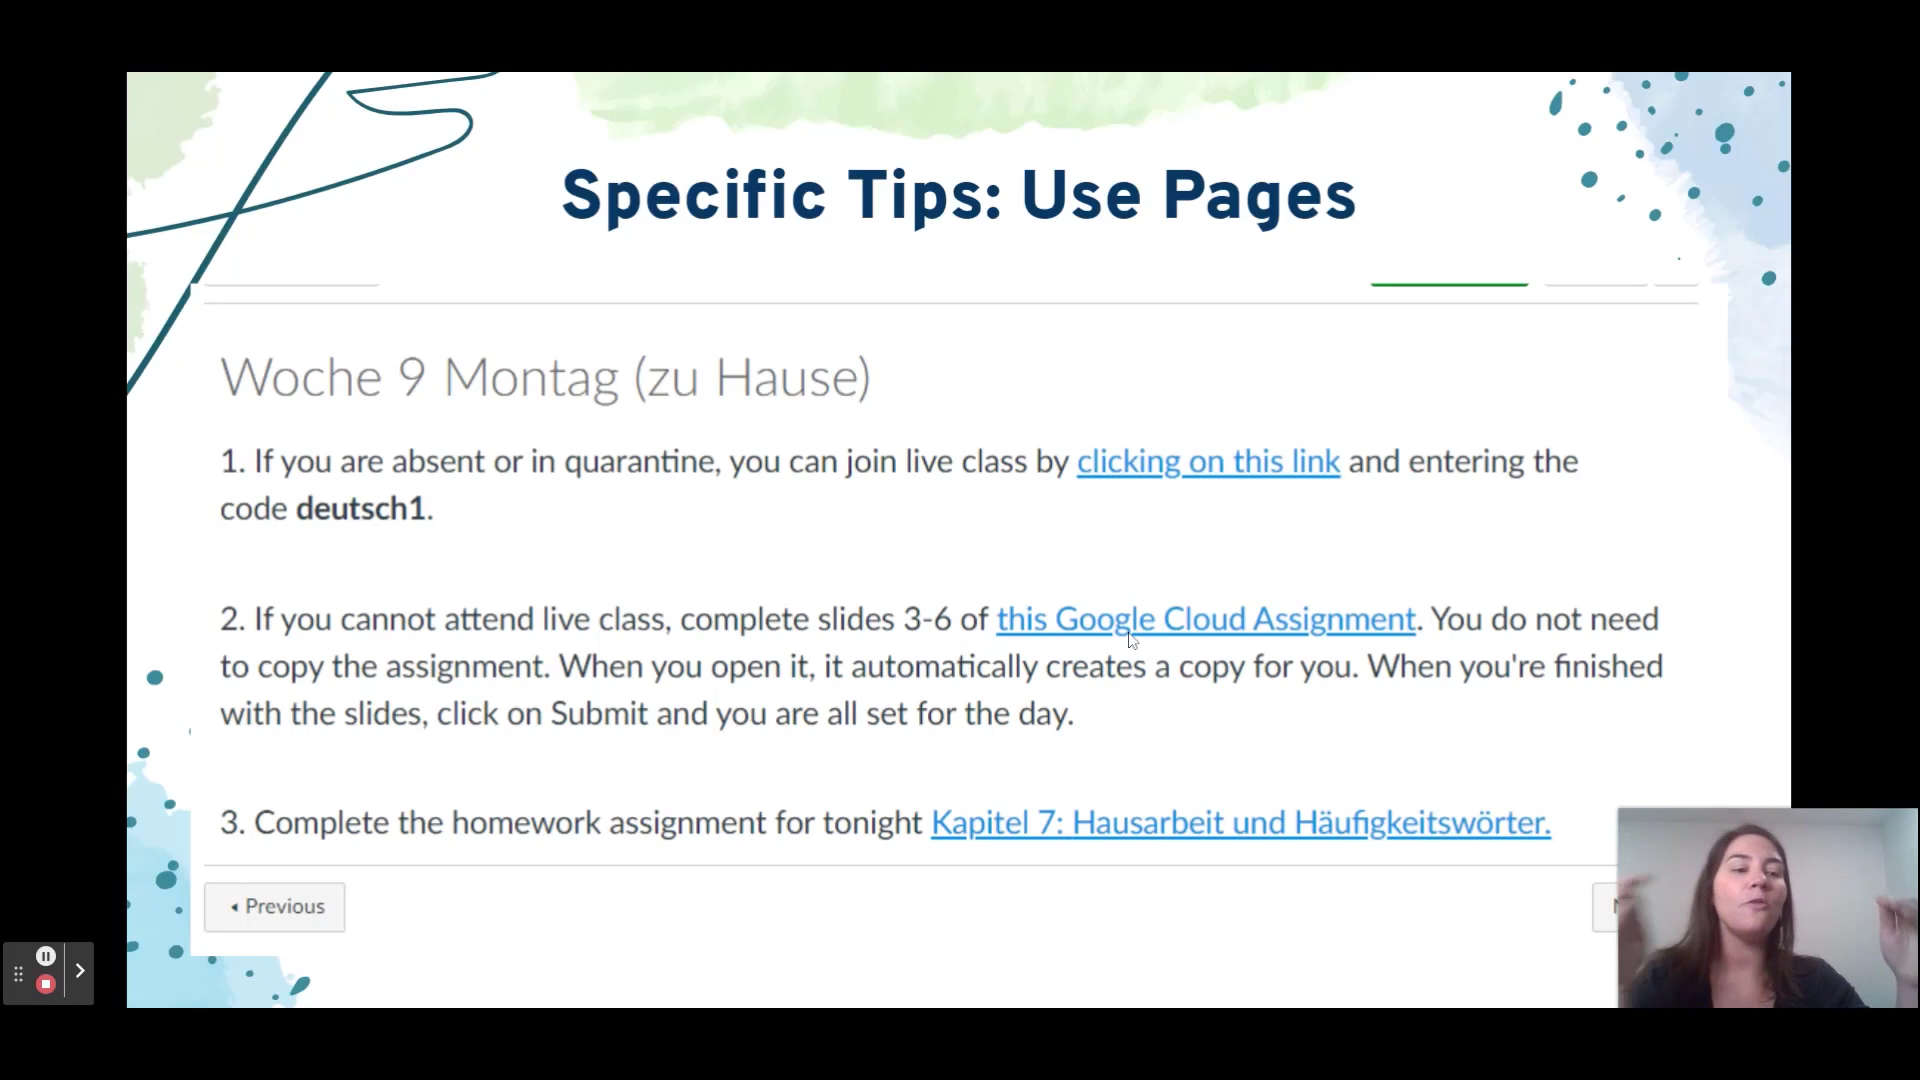 Specific Tips: Use Pages
Woche 9 Montag (zu Hause)
1. If you are absent or in quarantine, you can join live class by clicking on this link and entering the
code deutsch1.
2. If you cannot attend live class, complete slides 3-6 of this Google Cloud Assignment. You do not need
to copy the assignment. When you open it, it automatically creates a copy for you. When you're finished
with the slides, click on Submit and you are all set for the day.
3. Complete the homework assignment for tonight Kapitel 7: Hausarbeit und Häufigkeitswörter.
Previous